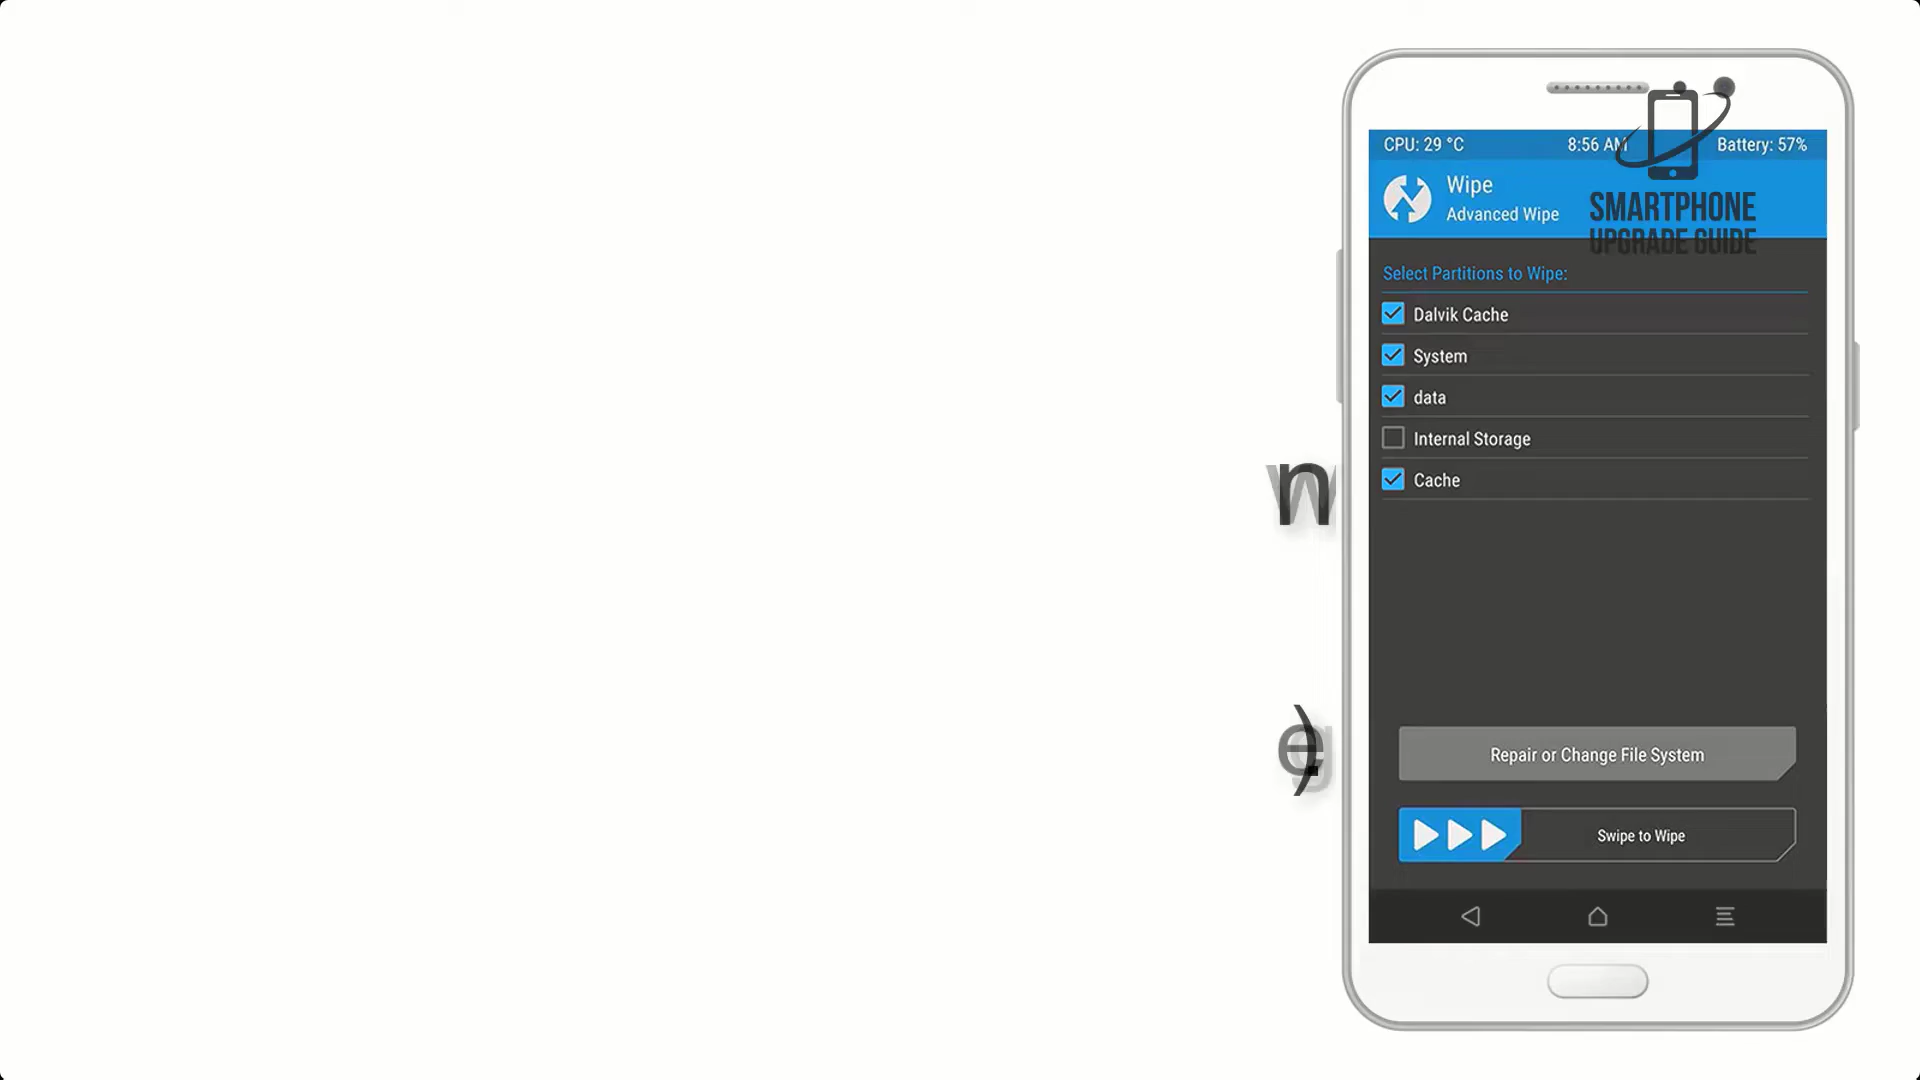 CPU: 29 °C 8:56 AM Battery: 57%
Wipe
Advanced Wipe
SMARTPHONE
UPGRADE GUIDE
Select Partitions to Wipe:
Dalvik Cache
System
data
Internal Storage
Cache
Repair or Change File System
Swipe to Wipe